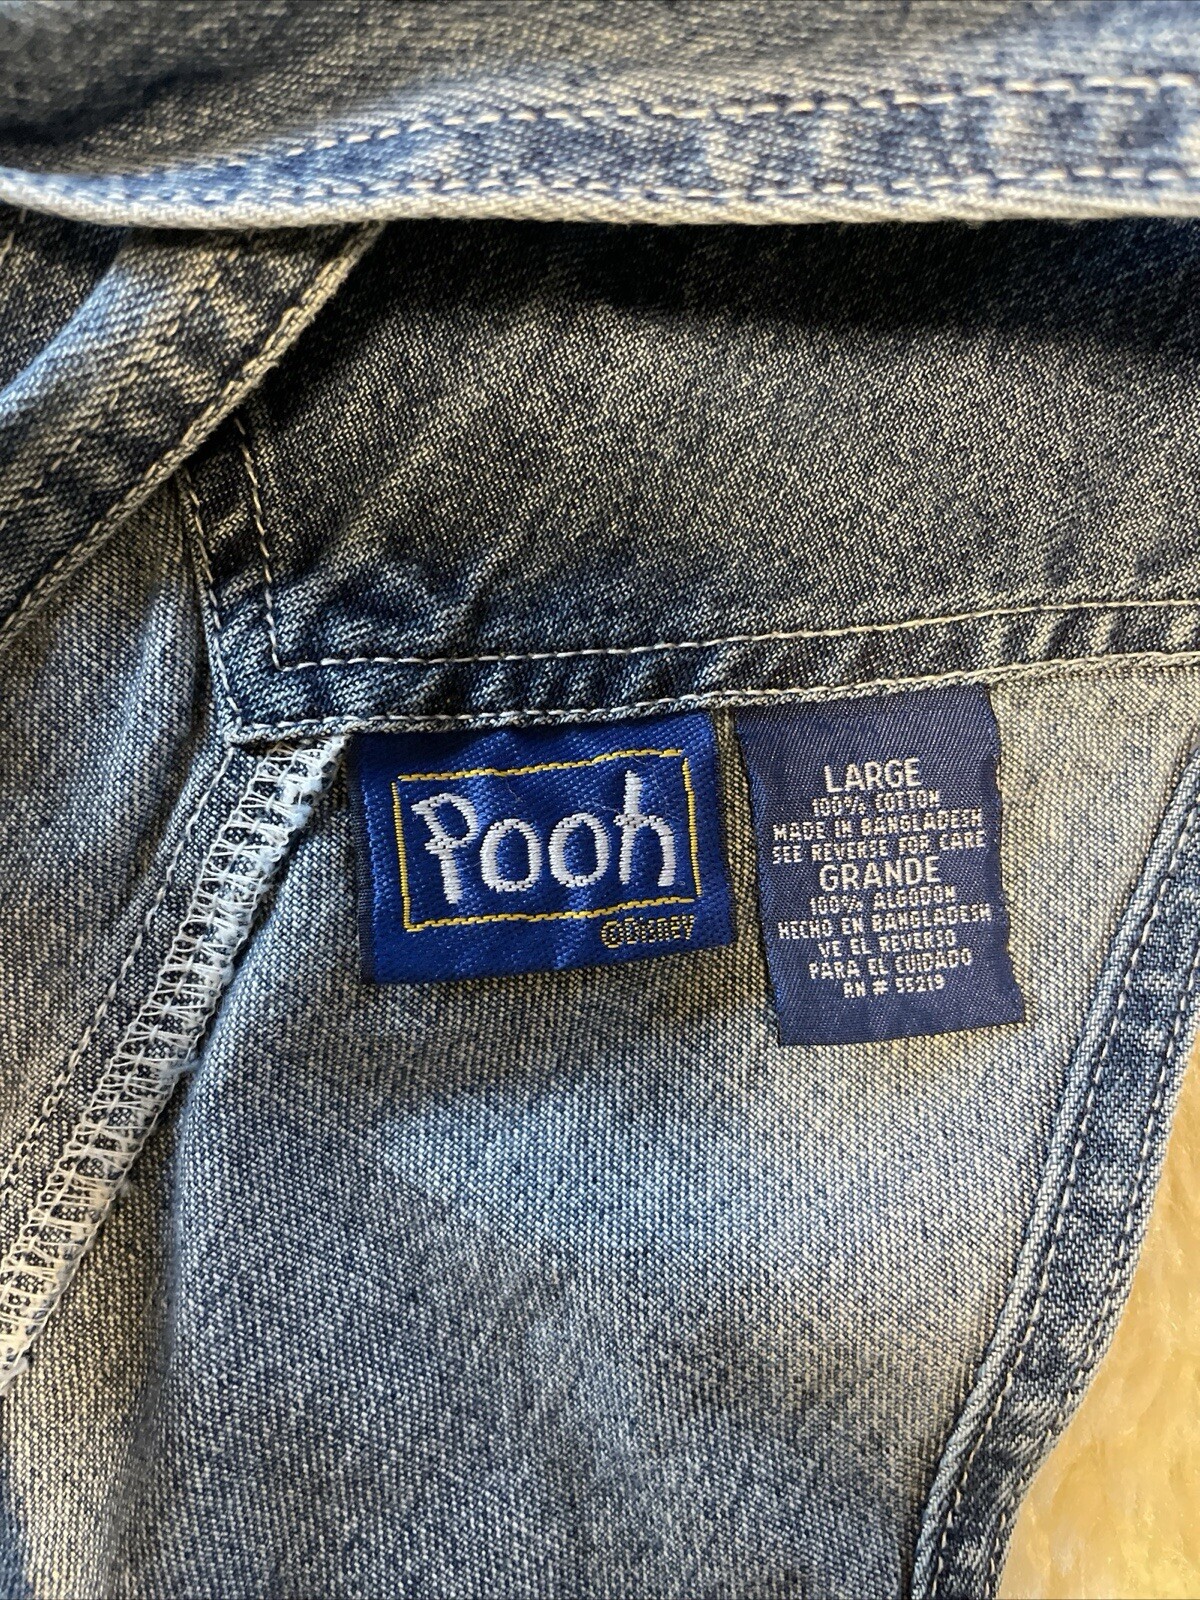 Pooh
©DISNEY
LARGE
100% COTTON
MADE IN BANGLADESH
SEE REVERSE FOR CARE
GRANDE
100% ALGODON
HECHO EN BANGLADESH
VE EL REVERSO
PARA EL CUIDADO
RN # 55219